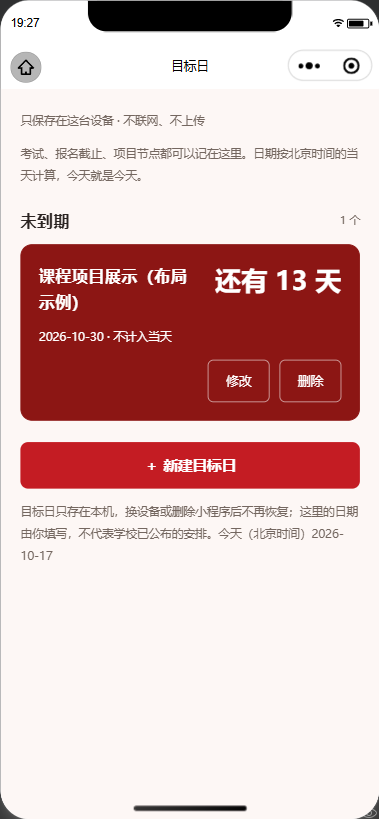 19:27
目标日
只保存在这台设备 · 不联网、不上传
考试、报名截止、项目节点都可以记在这里。日期按北京时间的当
天计算，今天就是今天。
未到期
1 个
课程项目展示（布局
示例）
还有 13 天
2026-10-30 · 不计入当天
修改
删除
+ 新建目标日
目标日只存在本机，换设备或删除小程序后不再恢复；这里的日期
由你填写，不代表学校已公布的安排。今天（北京时间）2026-
10-17